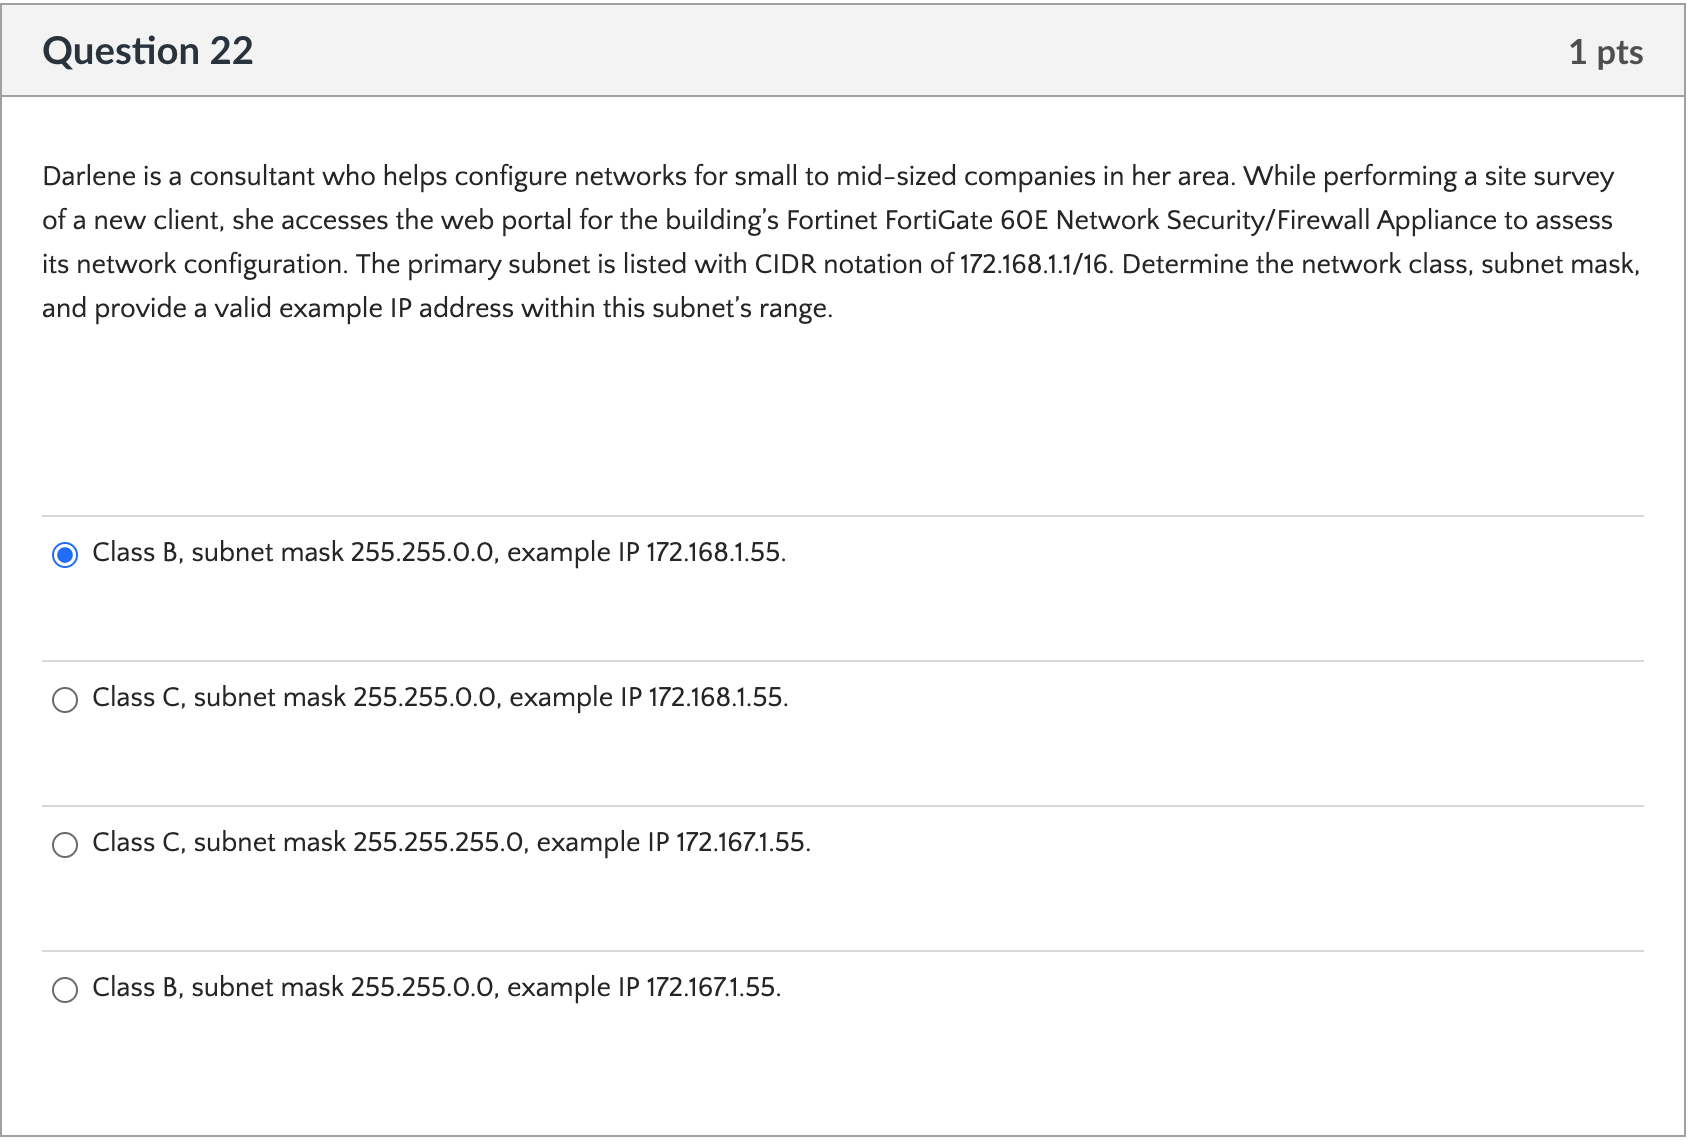 Question 22
1 pts
Darlene is a consultant who helps configure networks for small to mid-sized companies in her area. While performing a site survey
of a new client, she accesses the web portal for the building's Fortinet FortiGate 60E Network Security/Firewall Appliance to assess
its network configuration. The primary subnet is listed with CIDR notation of 172.168.1.1/16. Determine the network class, subnet mask,
and provide a valid example IP address within this subnet's range.
Class B, subnet mask 255.255.0.0, example IP 172.168.1.55.
Class C, subnet mask 255.255.0.0, example IP 172.168.1.55.
Class C, subnet mask 255.255.255.0, example IP 172.167.1.55.
Class B, subnet mask 255.255.0.0, example IP 172.167.1.55.